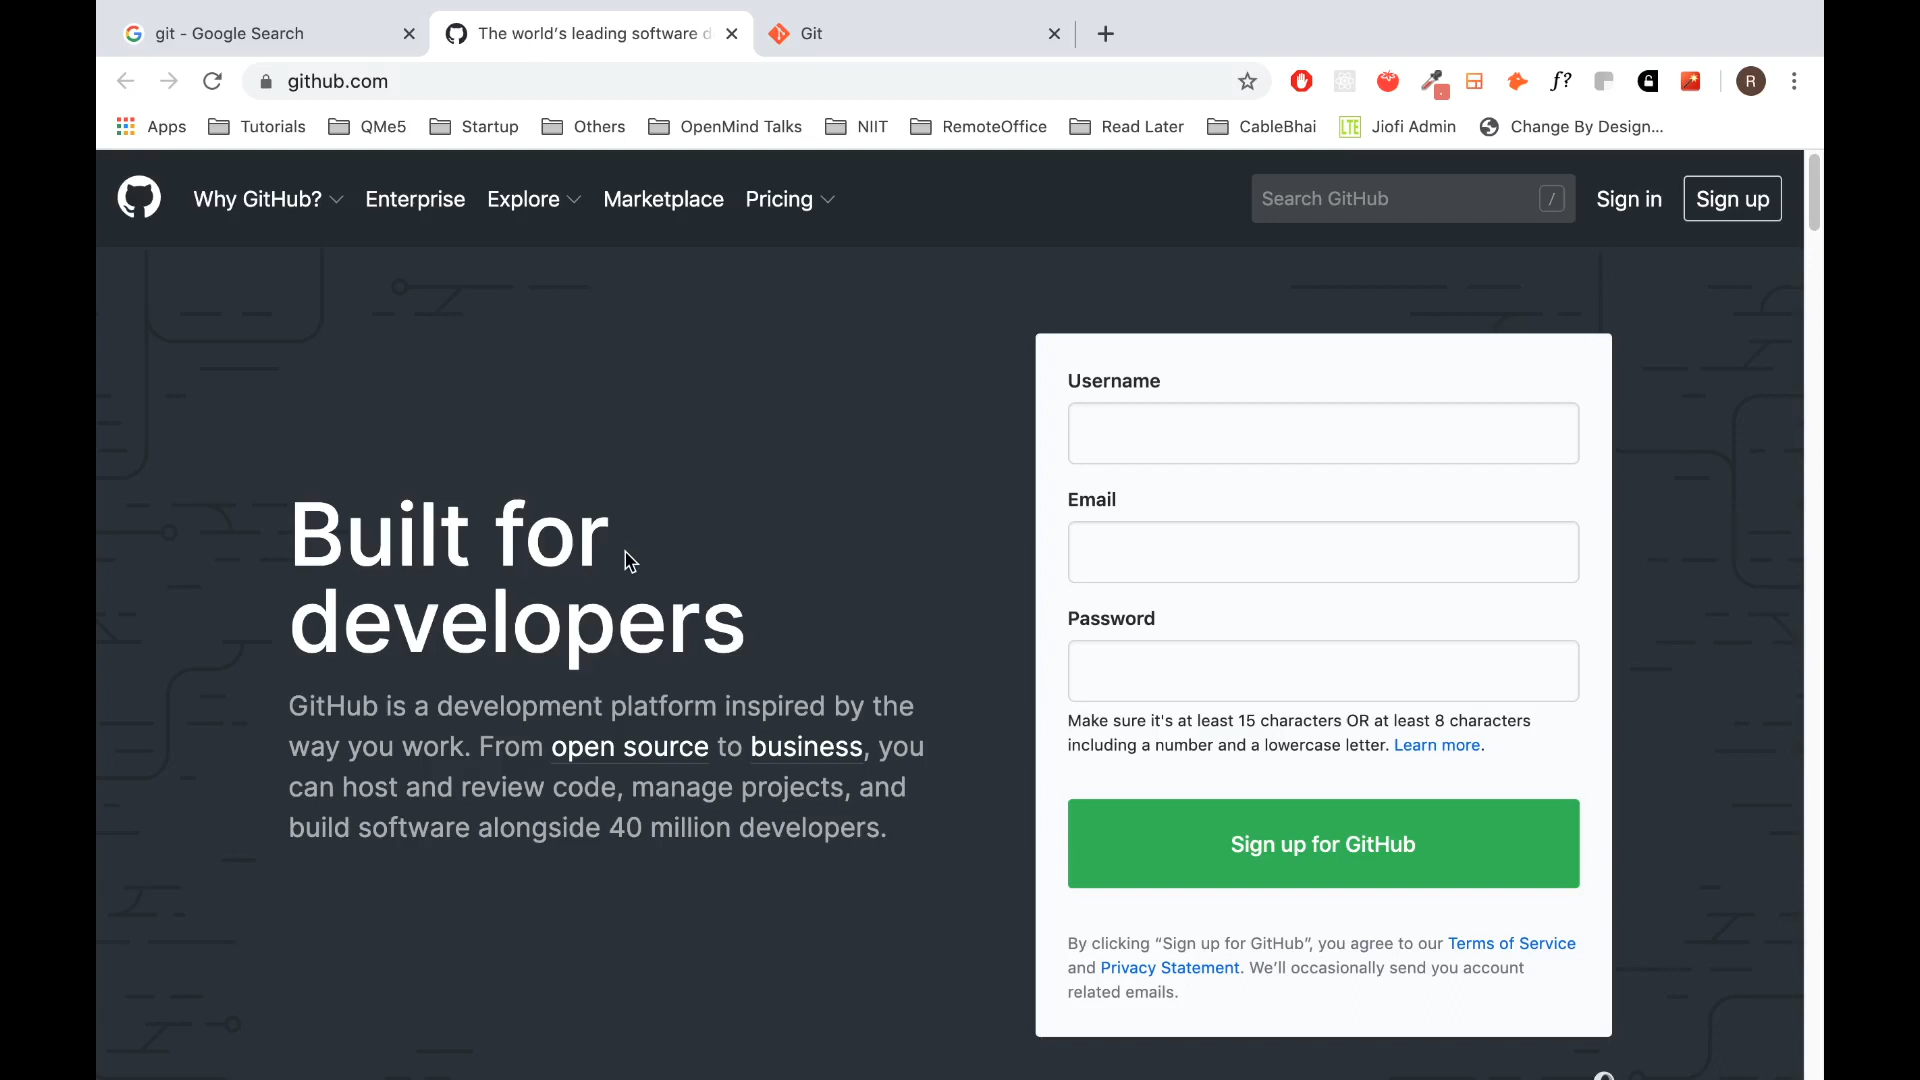 git - Google Search
The world's leading software d
Git
github.com
f?
R
Apps
Tutorials
QMe5
Startup
Others
OpenMind Talks
NIIT
RemoteOffice
Read Later
CableBhai
LTE
Jiofi Admin
Change By Design...
Why GitHub?
Enterprise
Explore
Marketplace
Pricing
Search GitHub
/
Sign in
Sign up
Built for
developers
GitHub is a development platform inspired by the
way you work. From open source to business, you
can host and review code, manage projects, and
build software alongside 40 million developers.
Username
Email
Password
Make sure it's at least 15 characters OR at least 8 characters
including a number and a lowercase letter. Learn more.
Sign up for GitHub
By clicking “Sign up for GitHub”, you agree to our Terms of Service
and Privacy Statement. We’ll occasionally send you account
related emails.